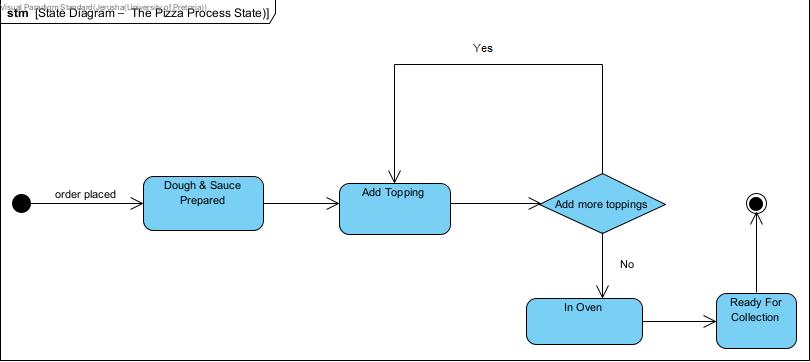 Visual Paradigm Standard(Jerusha(University of Pretoria))
stm [State Diagram – The Pizza Process State)]
Yes
order placed
Dough & Sauce
Prepared
Add Topping
Add more toppings
No
In Oven
Ready For
Collection